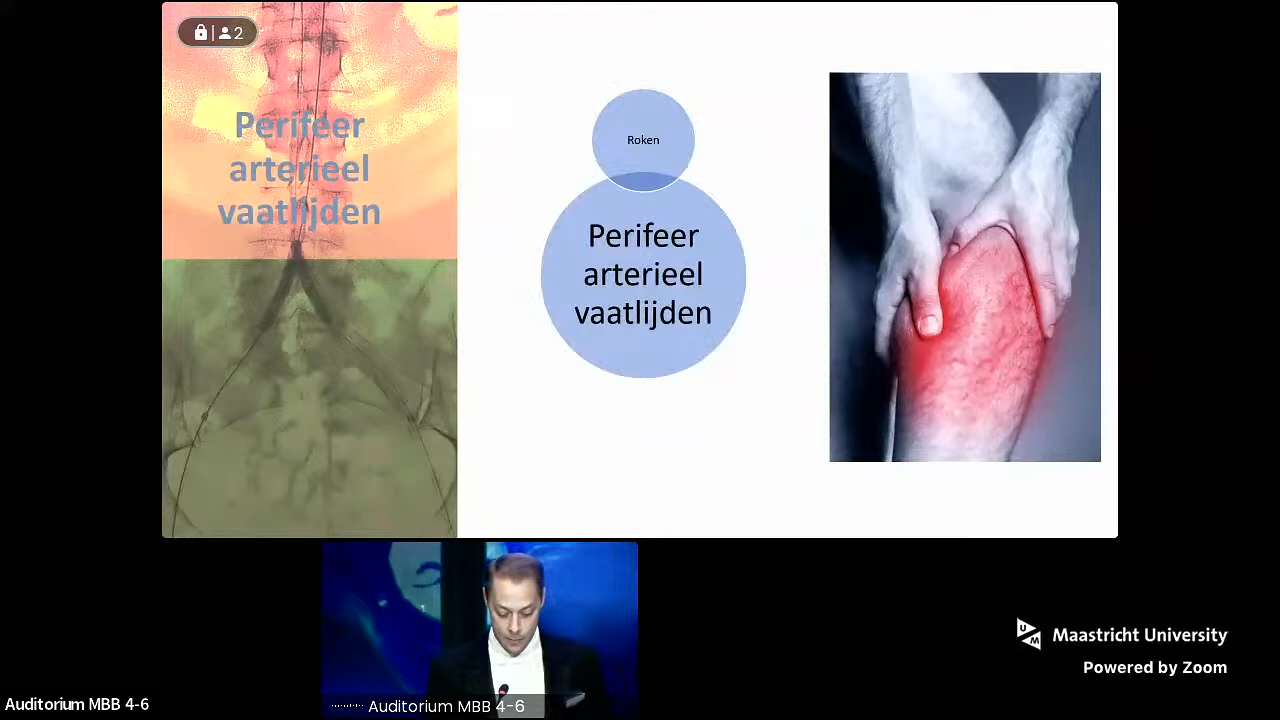 2
Perifeer
arterieel
vaatlijden
Roken
Perifeer
arterieel
vaatlijden
UM
Maastricht University
Powered by Zoom
Auditorium MBB 4-6
Auditorium MBB 4-6